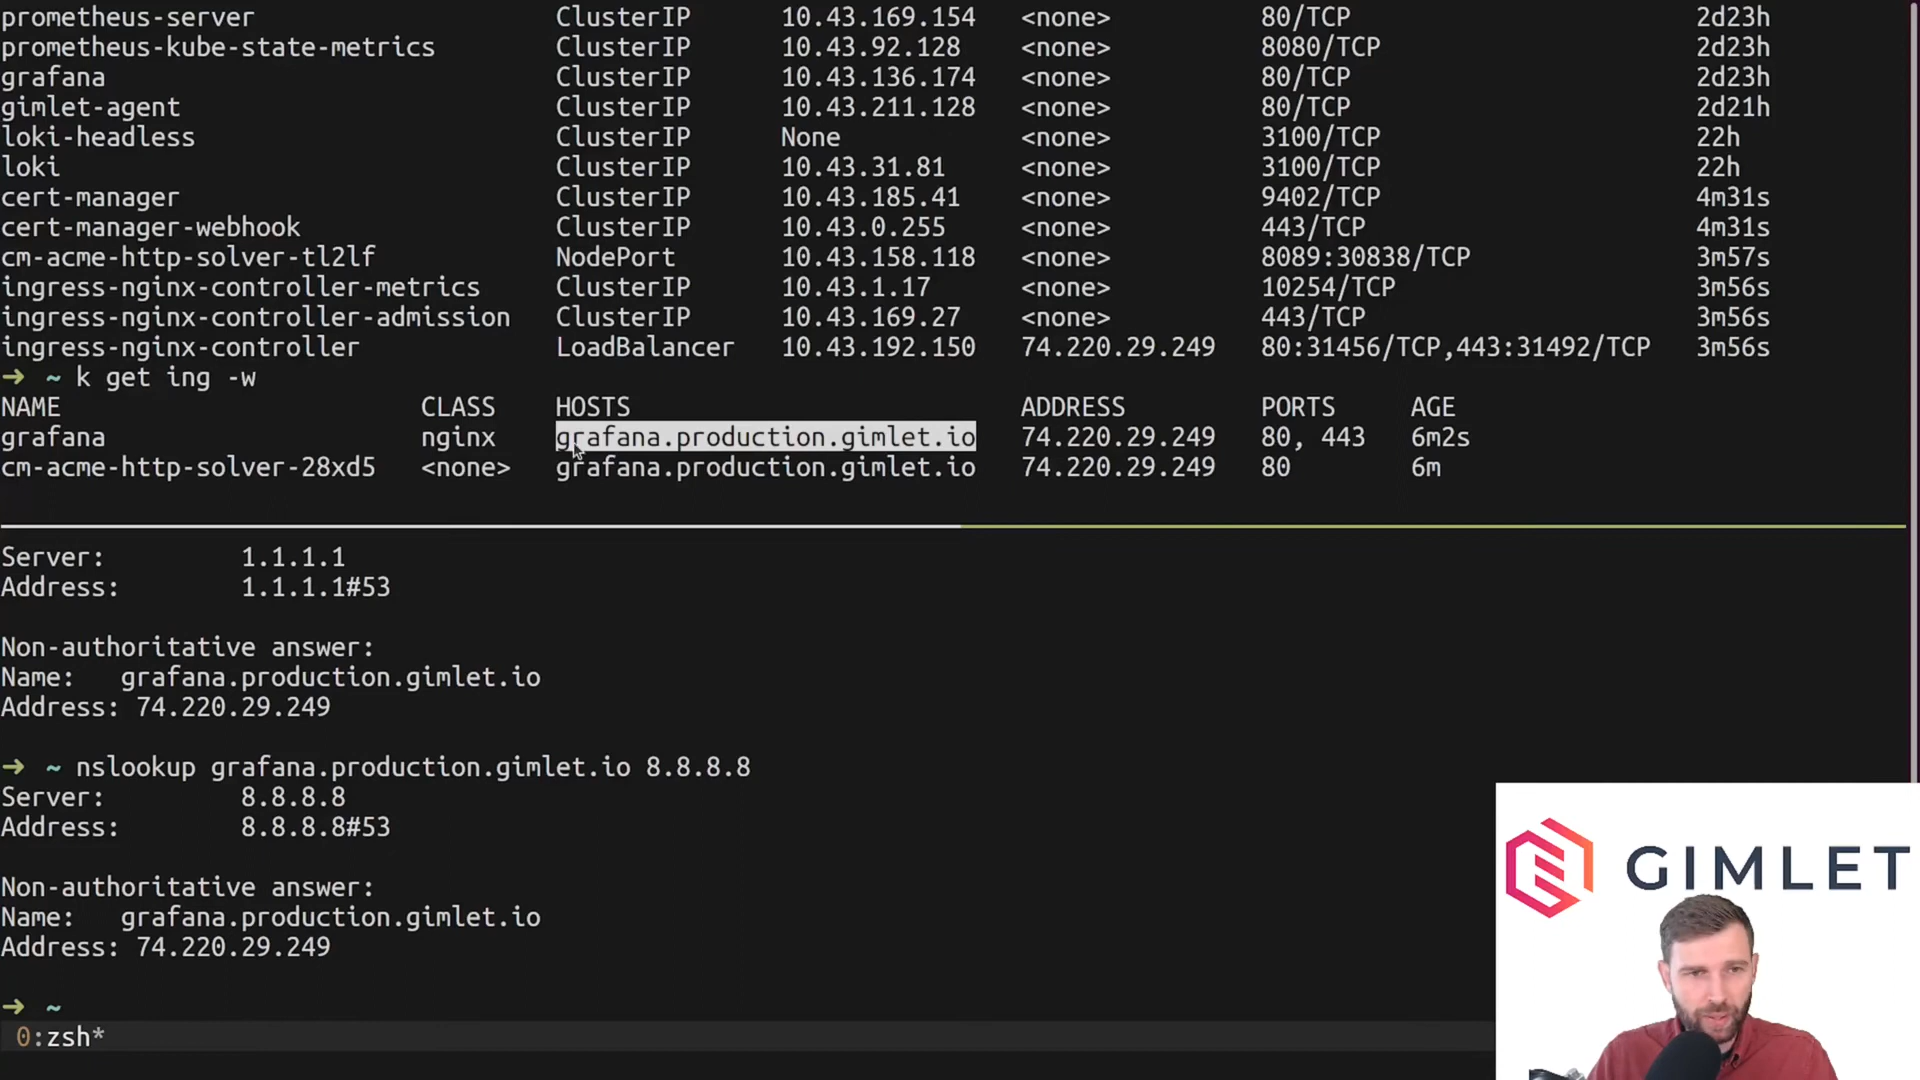 prometheus-server ClusterIP 10.43.169.154 <none> 80/TCP 2d23h
prometheus-kube-state-metrics ClusterIP 10.43.92.128 <none> 8080/TCP 2d23h
grafana ClusterIP 10.43.136.174 <none> 80/TCP 2d23h
gimlet-agent ClusterIP 10.43.211.128 <none> 80/TCP 2d21h
loki-headless ClusterIP None <none> 3100/TCP 22h
loki ClusterIP 10.43.31.81 <none> 3100/TCP 22h
cert-manager ClusterIP 10.43.185.41 <none> 9402/TCP 4m31s
cert-manager-webhook ClusterIP 10.43.0.255 <none> 443/TCP 4m31s
cm-acme-http-solver-tl2lf NodePort 10.43.158.118 <none> 8089:30838/TCP 3m57s
ingress-nginx-controller-metrics ClusterIP 10.43.1.17 <none> 10254/TCP 3m56s
ingress-nginx-controller-admission ClusterIP 10.43.169.27 <none> 443/TCP 3m56s
ingress-nginx-controller LoadBalancer 10.43.192.150 74.220.29.249 80:31456/TCP,443:31492/TCP 3m56s
➜ ~ k get ing -w
NAME CLASS HOSTS ADDRESS PORTS AGE
grafana nginx grafana.production.gimlet.io 74.220.29.249 80, 443 6m2s
cm-acme-http-solver-28xd5 <none> grafana.production.gimlet.io 74.220.29.249 80 6m
Server: 1.1.1.1
Address: 1.1.1.1#53
Non-authoritative answer:
Name: grafana.production.gimlet.io
Address: 74.220.29.249
➜ ~ nslookup grafana.production.gimlet.io 8.8.8.8
Server: 8.8.8.8
Address: 8.8.8.8#53
Non-authoritative answer:
Name: grafana.production.gimlet.io
Address: 74.220.29.249
➜ ~
0:zsh*
GIMLET